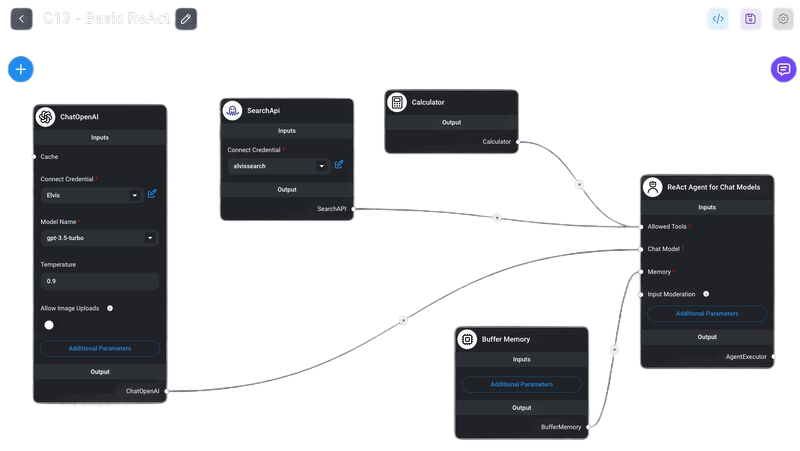 C13 - Basic ReAct
ChatOpenAI
Inputs
Cache
Connect Credential *
Elvis
Model Name *
gpt-3.5-turbo
Temperature
0.9
Allow Image Uploads
Additional Parameters
Output
ChatOpenAI
SearchApi
Inputs
Connect Credential *
elvissearch
Output
SearchAPI
Calculator
Output
Calculator
Buffer Memory
Inputs
Additional Parameters
Output
BufferMemory
ReAct Agent for Chat Models
Inputs
Allowed Tools *
Chat Model *
Memory *
Input Moderation
Additional Parameters
Output
AgentExecutor